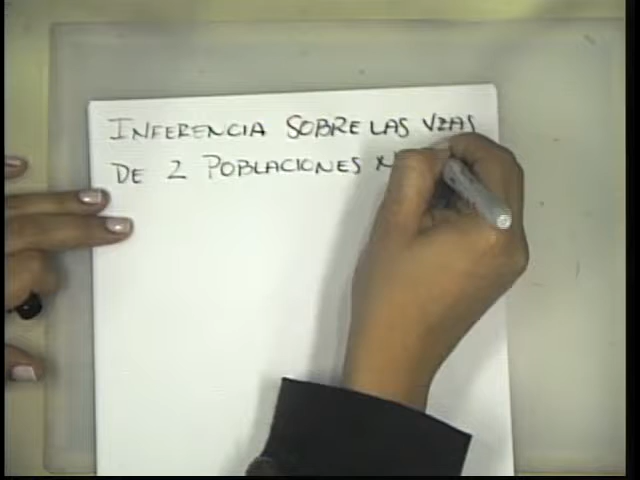 INFERENCIA SOBRE LAS VZAS
DE 2 POBLACIONES N